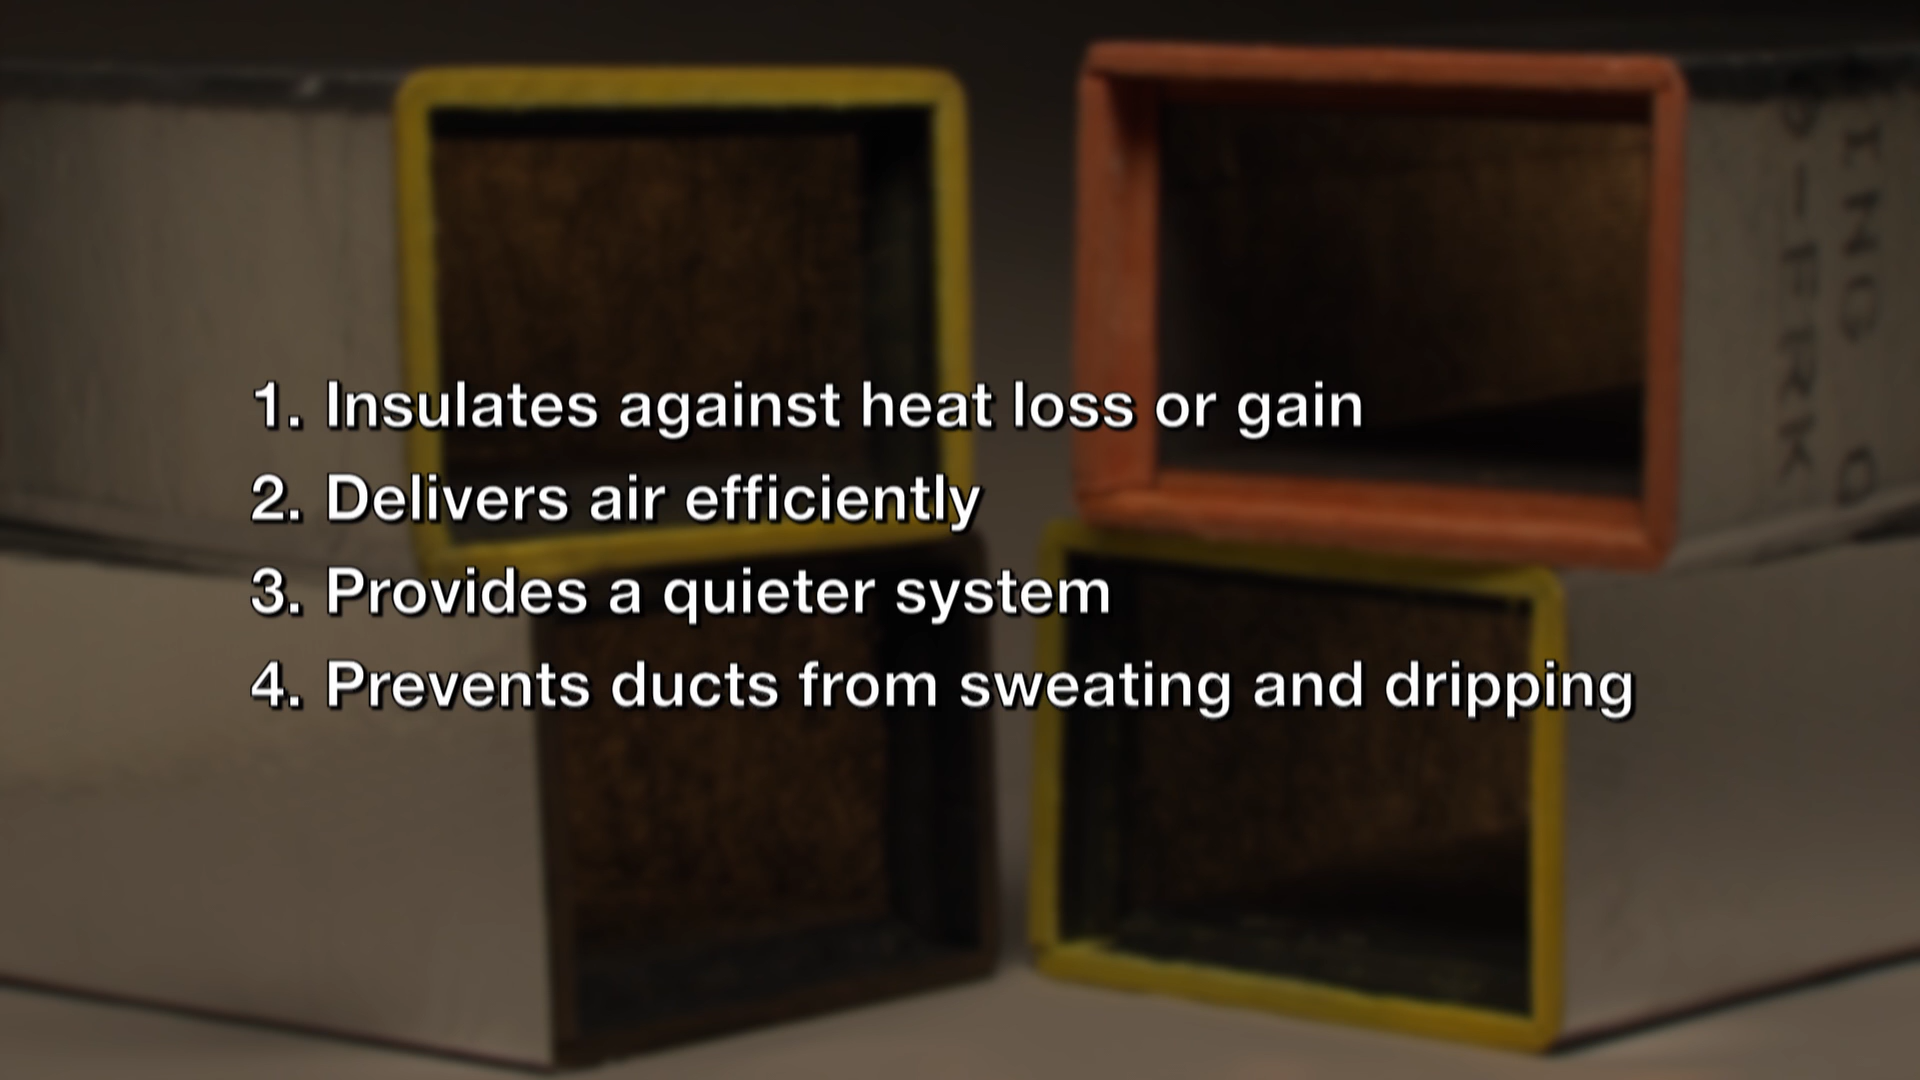 1. Insulates against heat loss or gain
2. Delivers air efficiently
3. Provides a quieter system
4. Prevents ducts from sweating and dripping